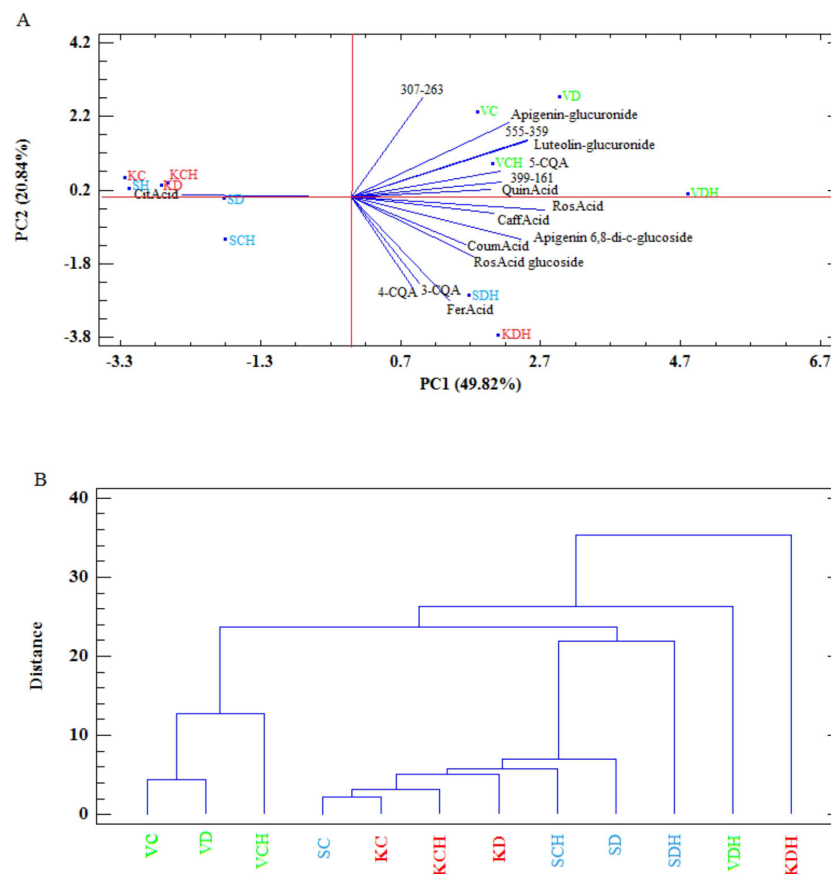 A
4.2
2.2
0.2
-1.8
-3.8
PC2 (20.84%)
307-263
VD
VC
Apigenin-glucuronide
555-359
Luteolin-glucuronide
VCH 5-CQA
399-161
QuinAcid
VDH
KC KCH
SH KD
CitAcid SD
RosAcid
CaffAcid
SCH
Apigenin 6,8-di-c-glucoside
CoumAcid
RosAcid glucoside
4-CQA 3-CQA SDH
FerAcid
KDH
-3.3 -1.3 0.7 2.7 4.7 6.7
PC1 (49.82%)
B
40
30
20
10
0
Distance
VC VD VCH SC KC KCH KD SCH SD SDH VDH KDH